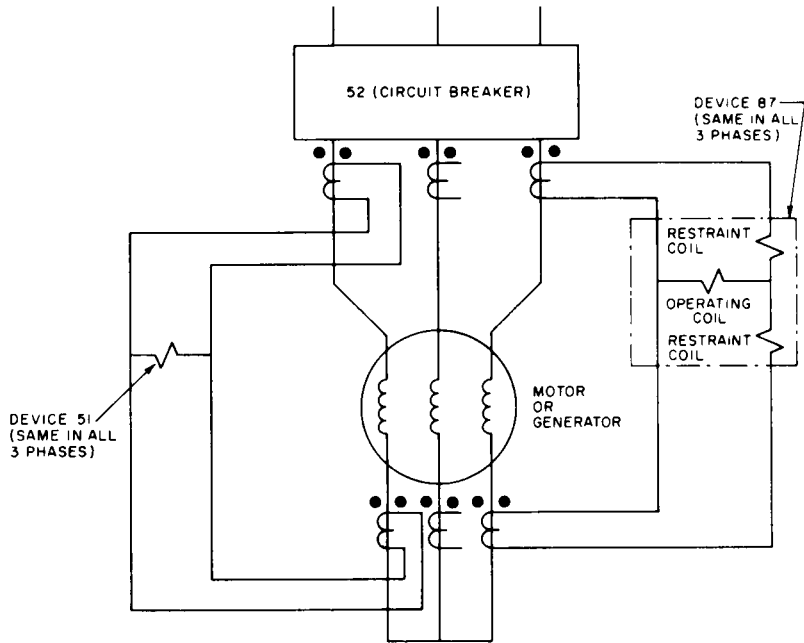 52 (CIRCUIT BREAKER)
DEVICE 87
(SAME IN ALL
3 PHASES)
RESTRAINT
COIL
OPERATING
COIL
RESTRAINT
COIL
MOTOR
OR
GENERATOR
DEVICE 51
(SAME IN ALL
3 PHASES)